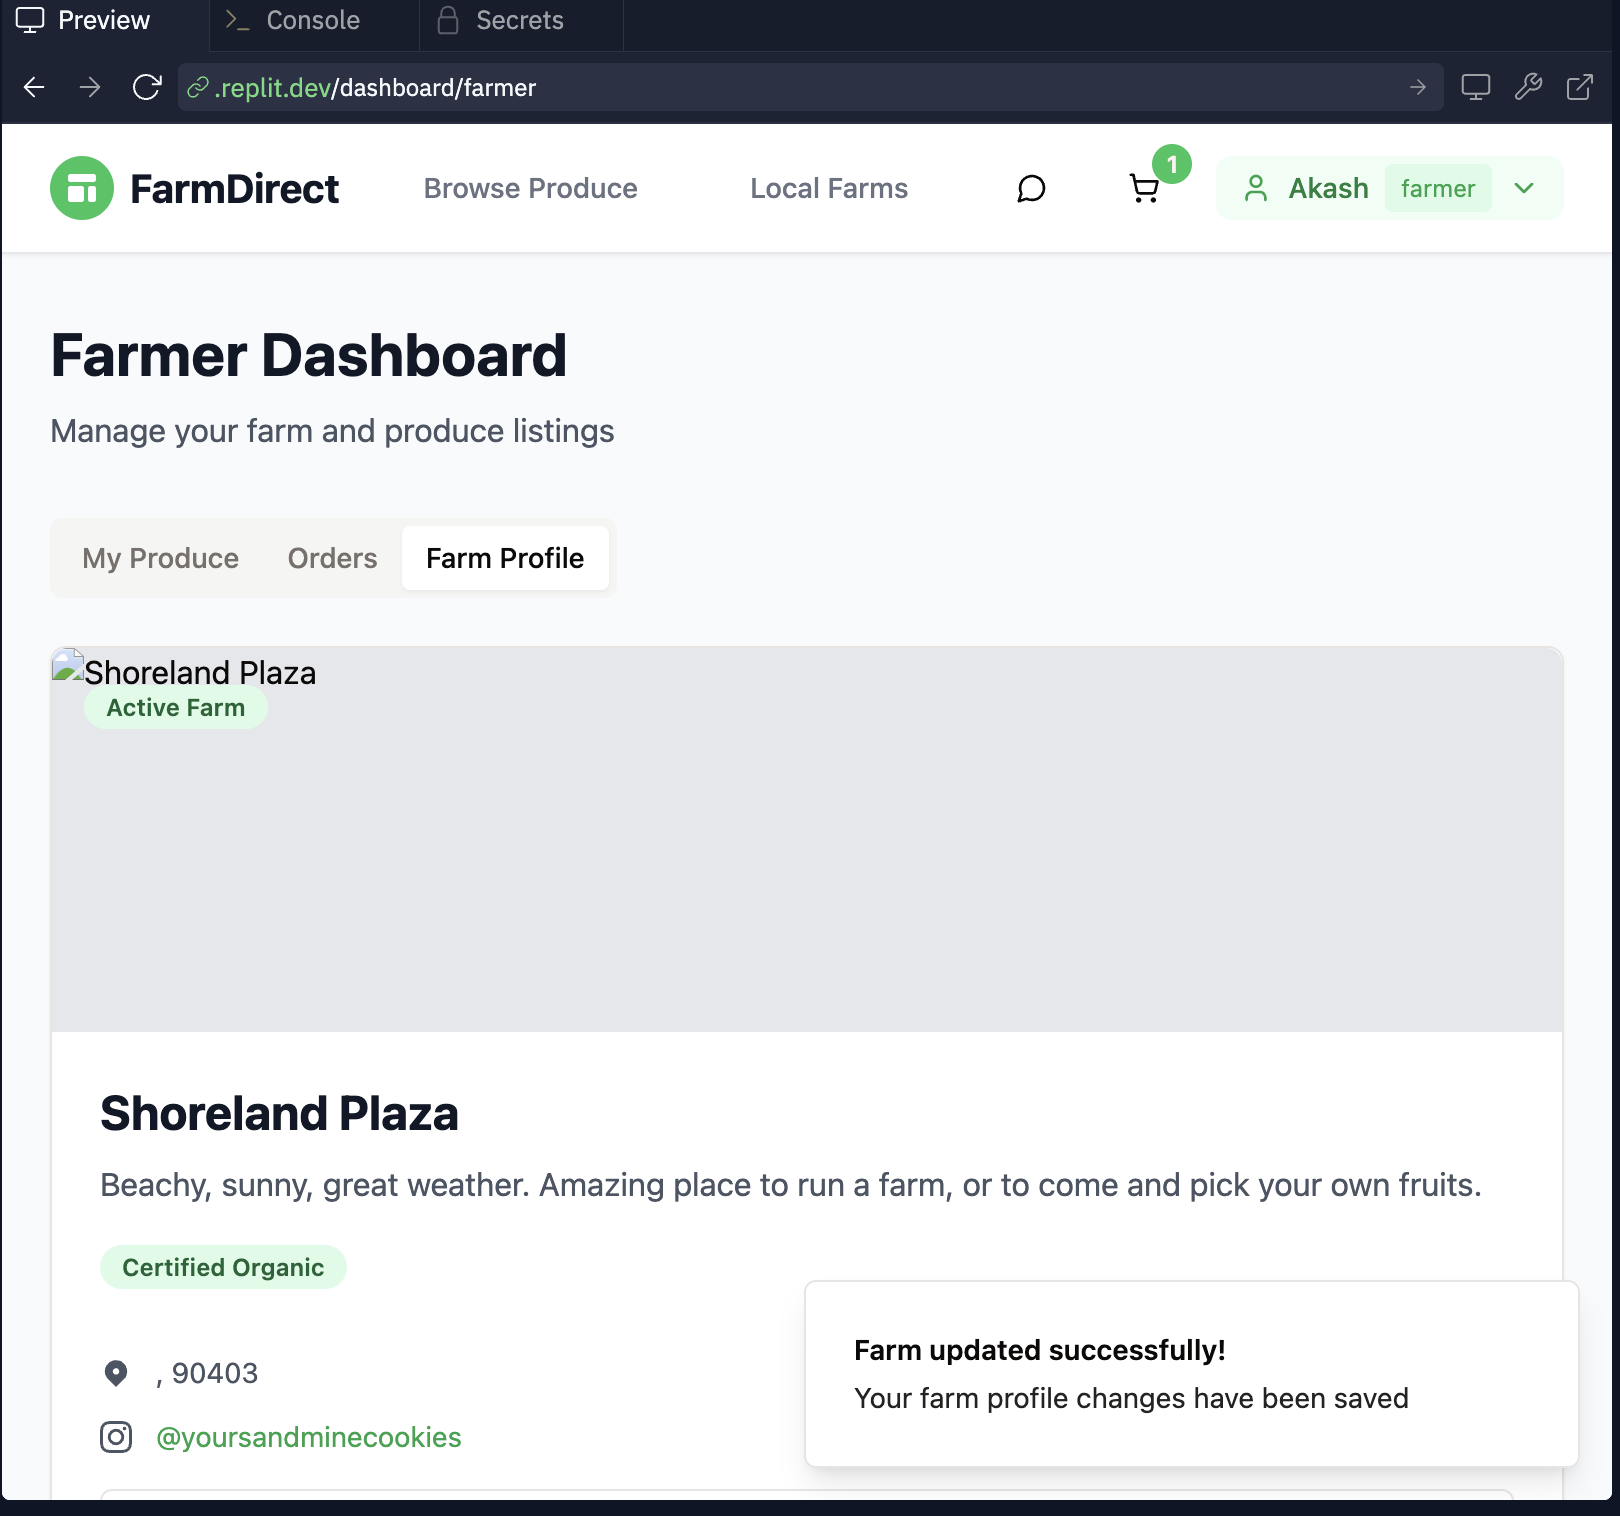 Preview
Console
Secrets
.replit.dev/dashboard/farmer
FarmDirect
Browse Produce
Local Farms
1
Akash
farmer
Farmer Dashboard
Manage your farm and produce listings
My Produce
Orders
Farm Profile
Shoreland Plaza
Active Farm
Shoreland Plaza
Beachy, sunny, great weather. Amazing place to run a farm, or to come and pick your own fruits.
Certified Organic
, 90403
@yoursandminecookies
Farm updated successfully!
Your farm profile changes have been saved